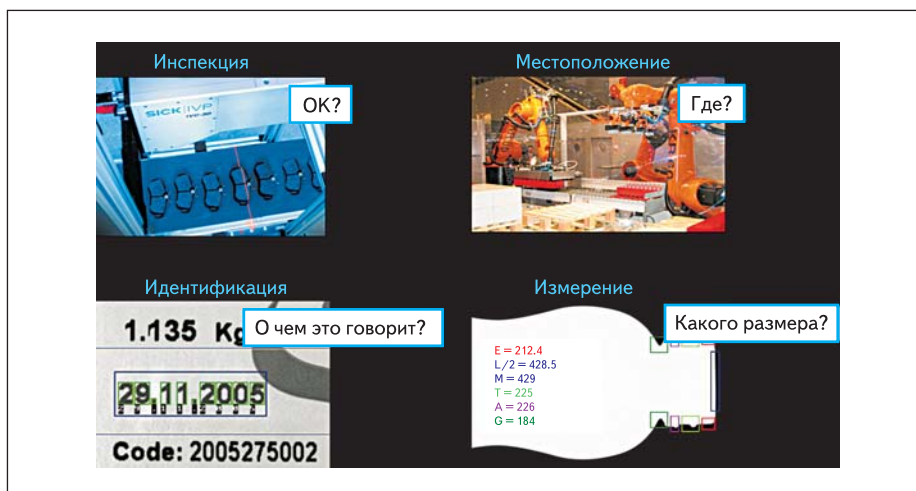 Инспекция
OK?
SICK IVP
Местоположение
Где?
Идентификация
О чем это говорит?
1.135 Kg
29.11.2005
Code: 2005275002
Измерение
Какого размера?
E = 212.4
L/2 = 428.5
M = 429
T = 225
A = 226
G = 184